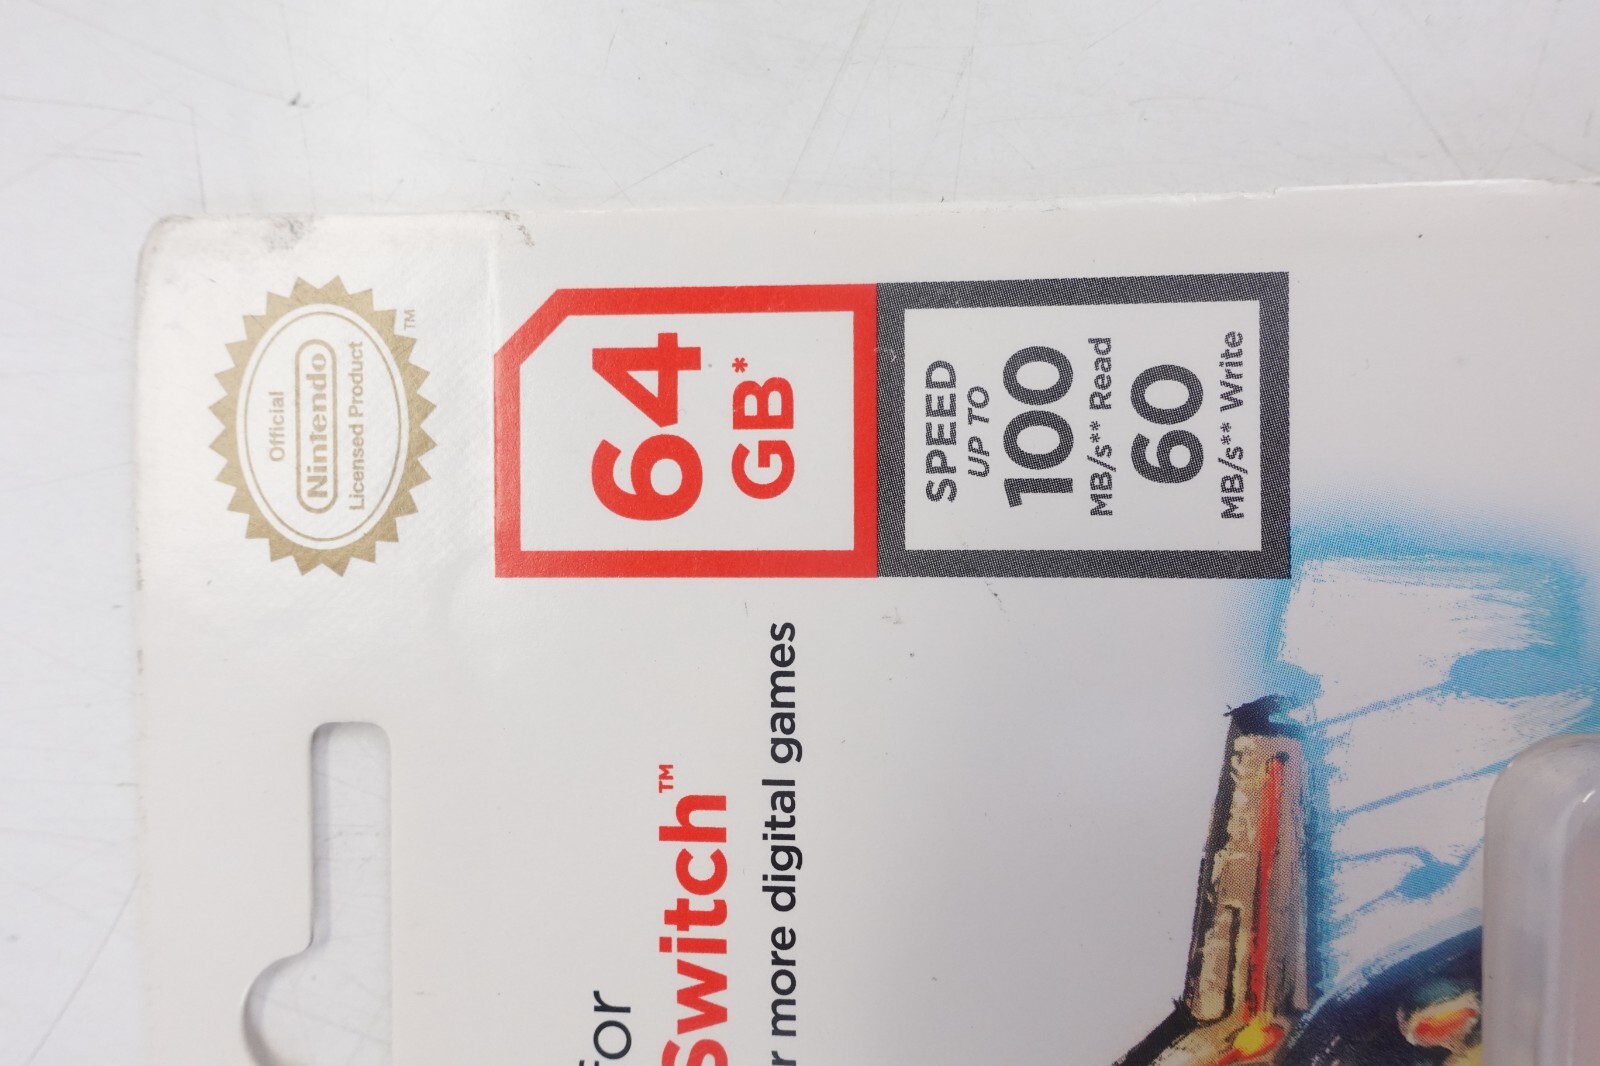 Official
Nintendo
Licensed Product
TM
64
GB*
SPEED
UP TO
100
MB/s** Read
60
MB/s** Write
for
Switch™
more digital games